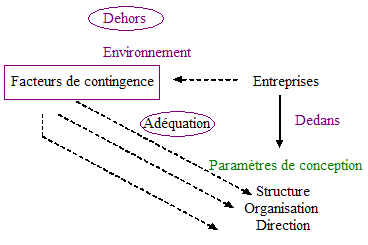 Dehors
Environnement
Facteurs de contingence
Entreprises
Adéquation
Dedans
Paramètres de conception
Structure
Organisation
Direction